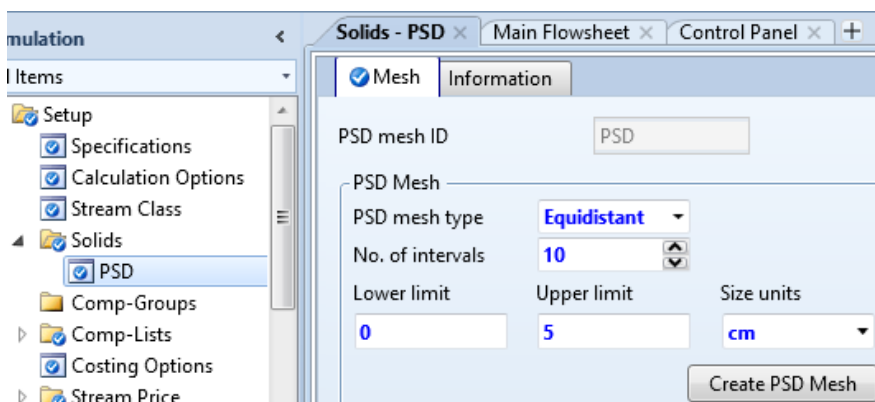 mulation
l Items
Setup
Specifications
Calculation Options
Stream Class
Solids
PSD
Comp-Groups
Comp-Lists
Costing Options
Stream Price
Solids - PSD
Main Flowsheet
Control Panel
Mesh
Information
PSD mesh ID PSD
PSD Mesh
PSD mesh type Equidistant
No. of intervals 10
Lower limit Upper limit Size units
0 5 cm
Create PSD Mesh